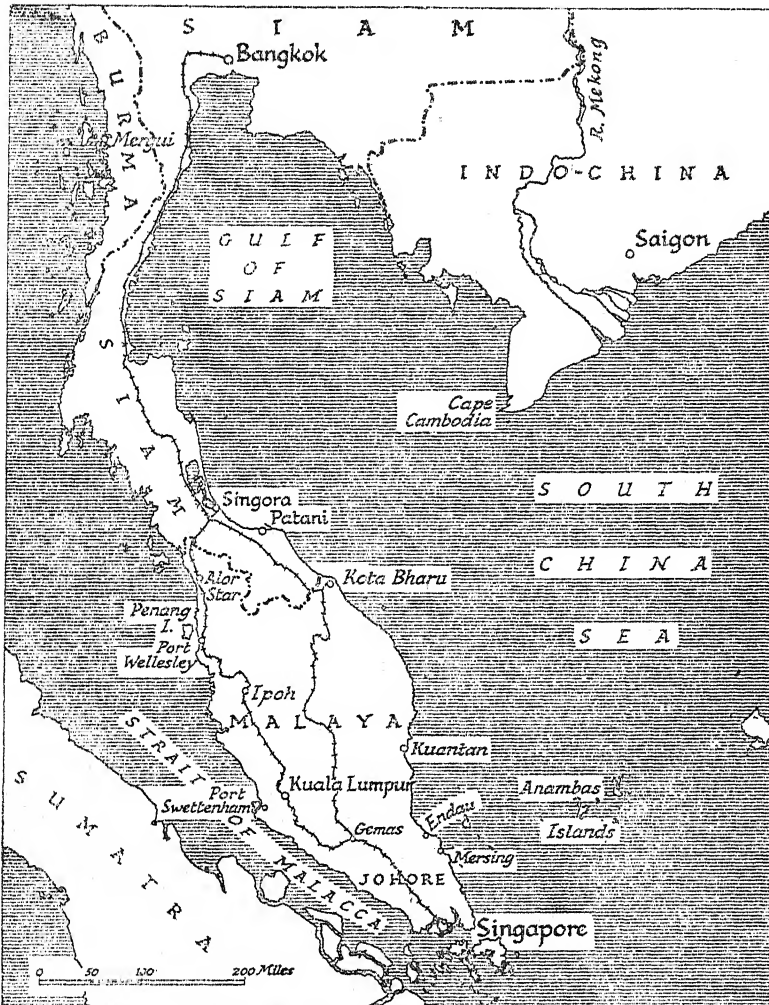 S I A M
BURMA
Bangkok
R. Mekong
Mergui
INDO-CHINA
GULF
OF
SIAM
Saigon
SIAM
Cape
Cambodia
SOUTH
Singora
Patani
CHINA
Alor
Star
Kota Bharu
Penang
I.
Port
Wellesley
SEA
Ipoh
MALAYA
STRAIT OF MALACCA
Kuantan
SUMATRA
Port
Swettenham
Kuala Lumpur
Anambas
Islands
Endau
Gemas
Mersing
JOHORE
Singapore
0 50 100 200 Miles